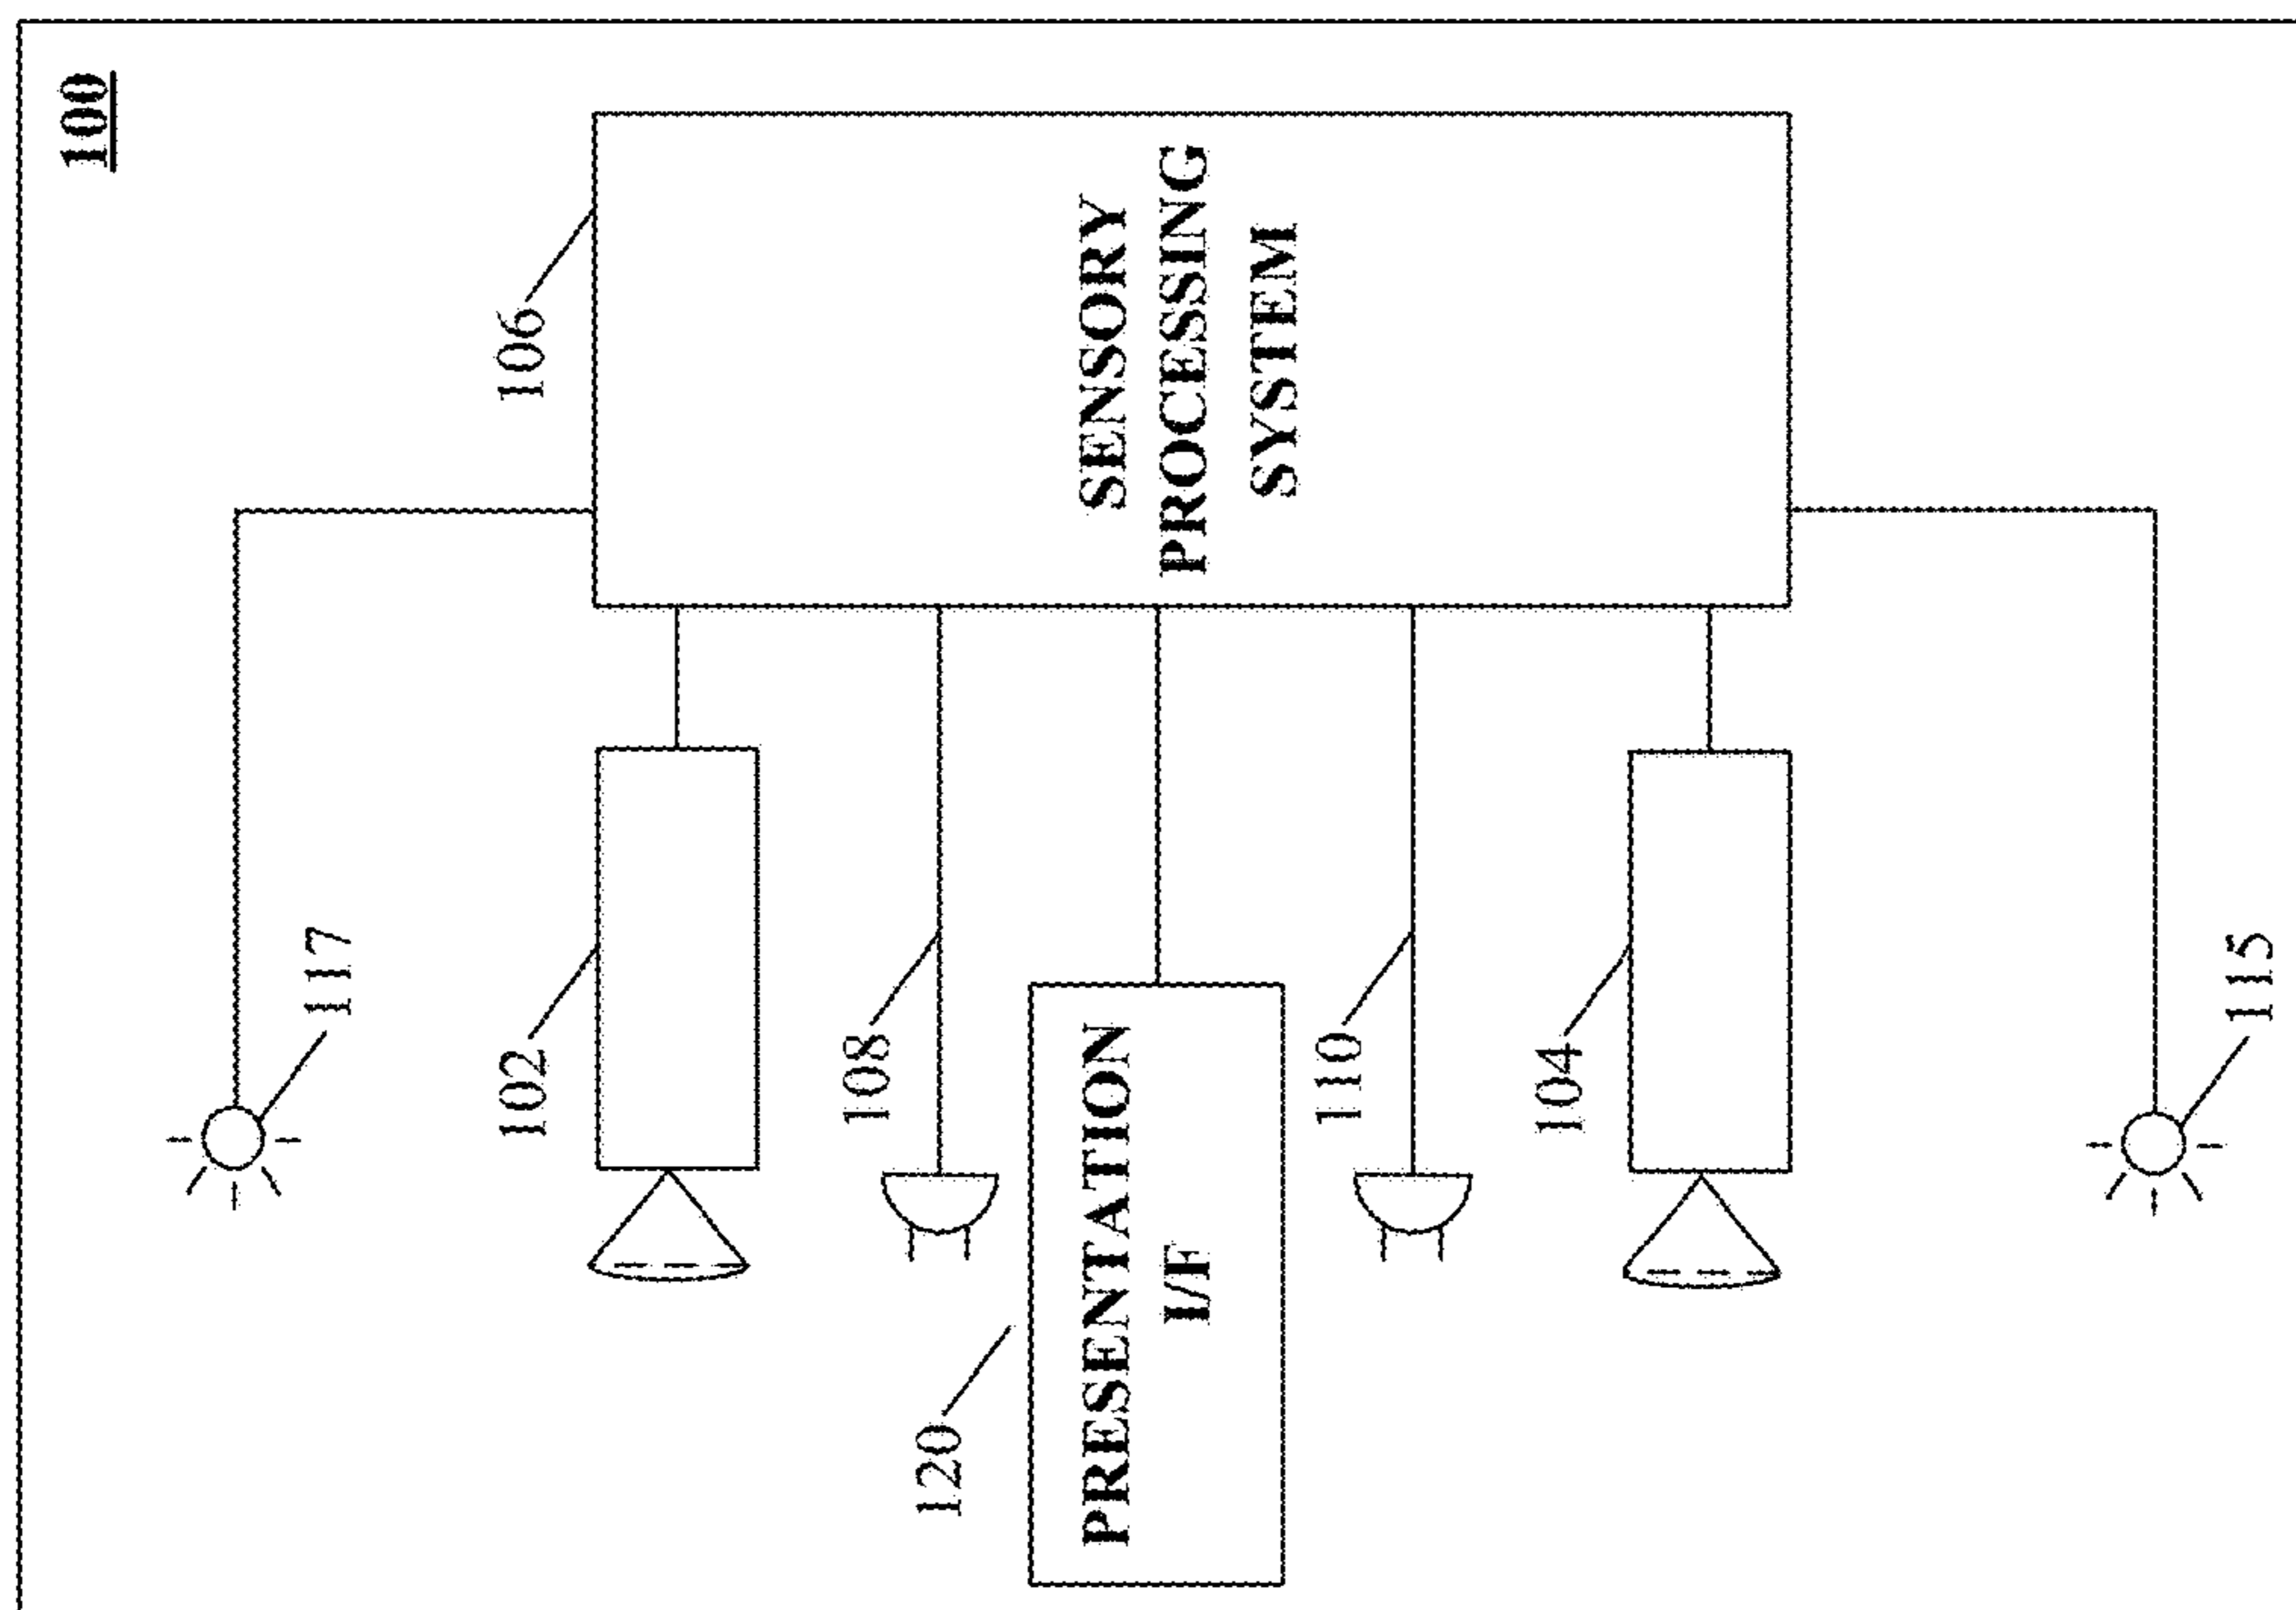 100
106
SENSORY
PROCESSING
SYSTEM
117
102
108
110
104
115
120
PRESENTATION
I/F